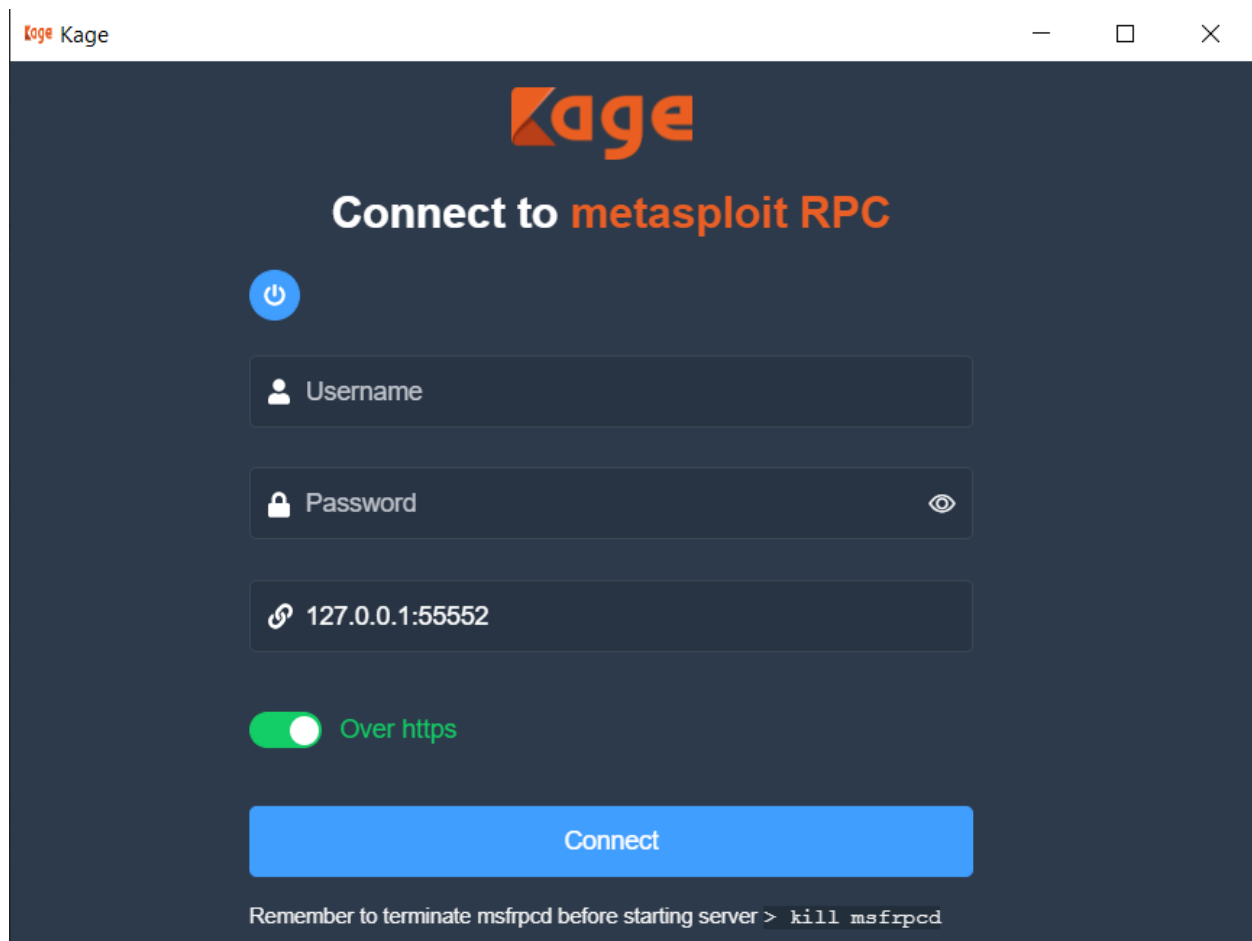 Kage Kage
Kage
Connect to metasploit RPC
Username
Password
127.0.0.1:55552
Over https
Connect
Remember to terminate msfrpcd before starting server > kill msfrpcd